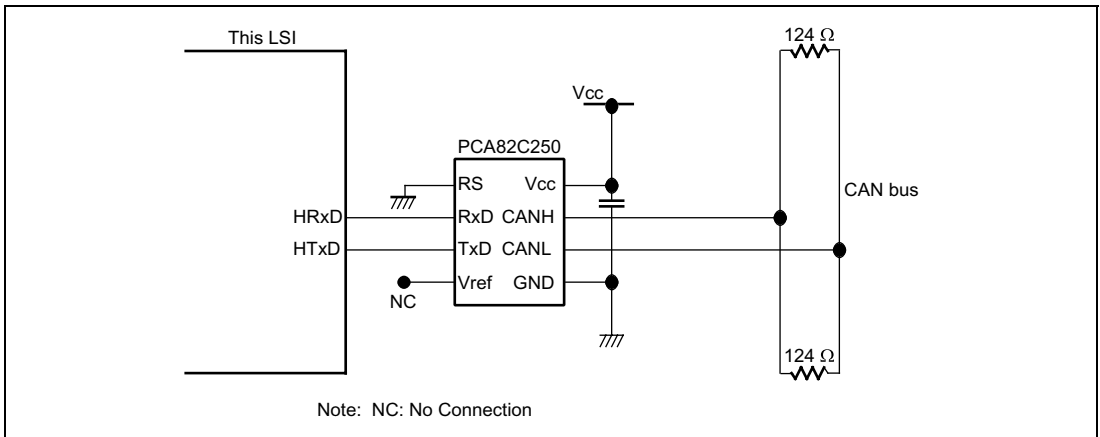 This LSI
124 Ω
Vcc
PCA82C250
RS Vcc
CAN bus
HRxD RxD CANH
HTxD TxD CANL
Vref GND
NC
124 Ω
Note: NC: No Connection